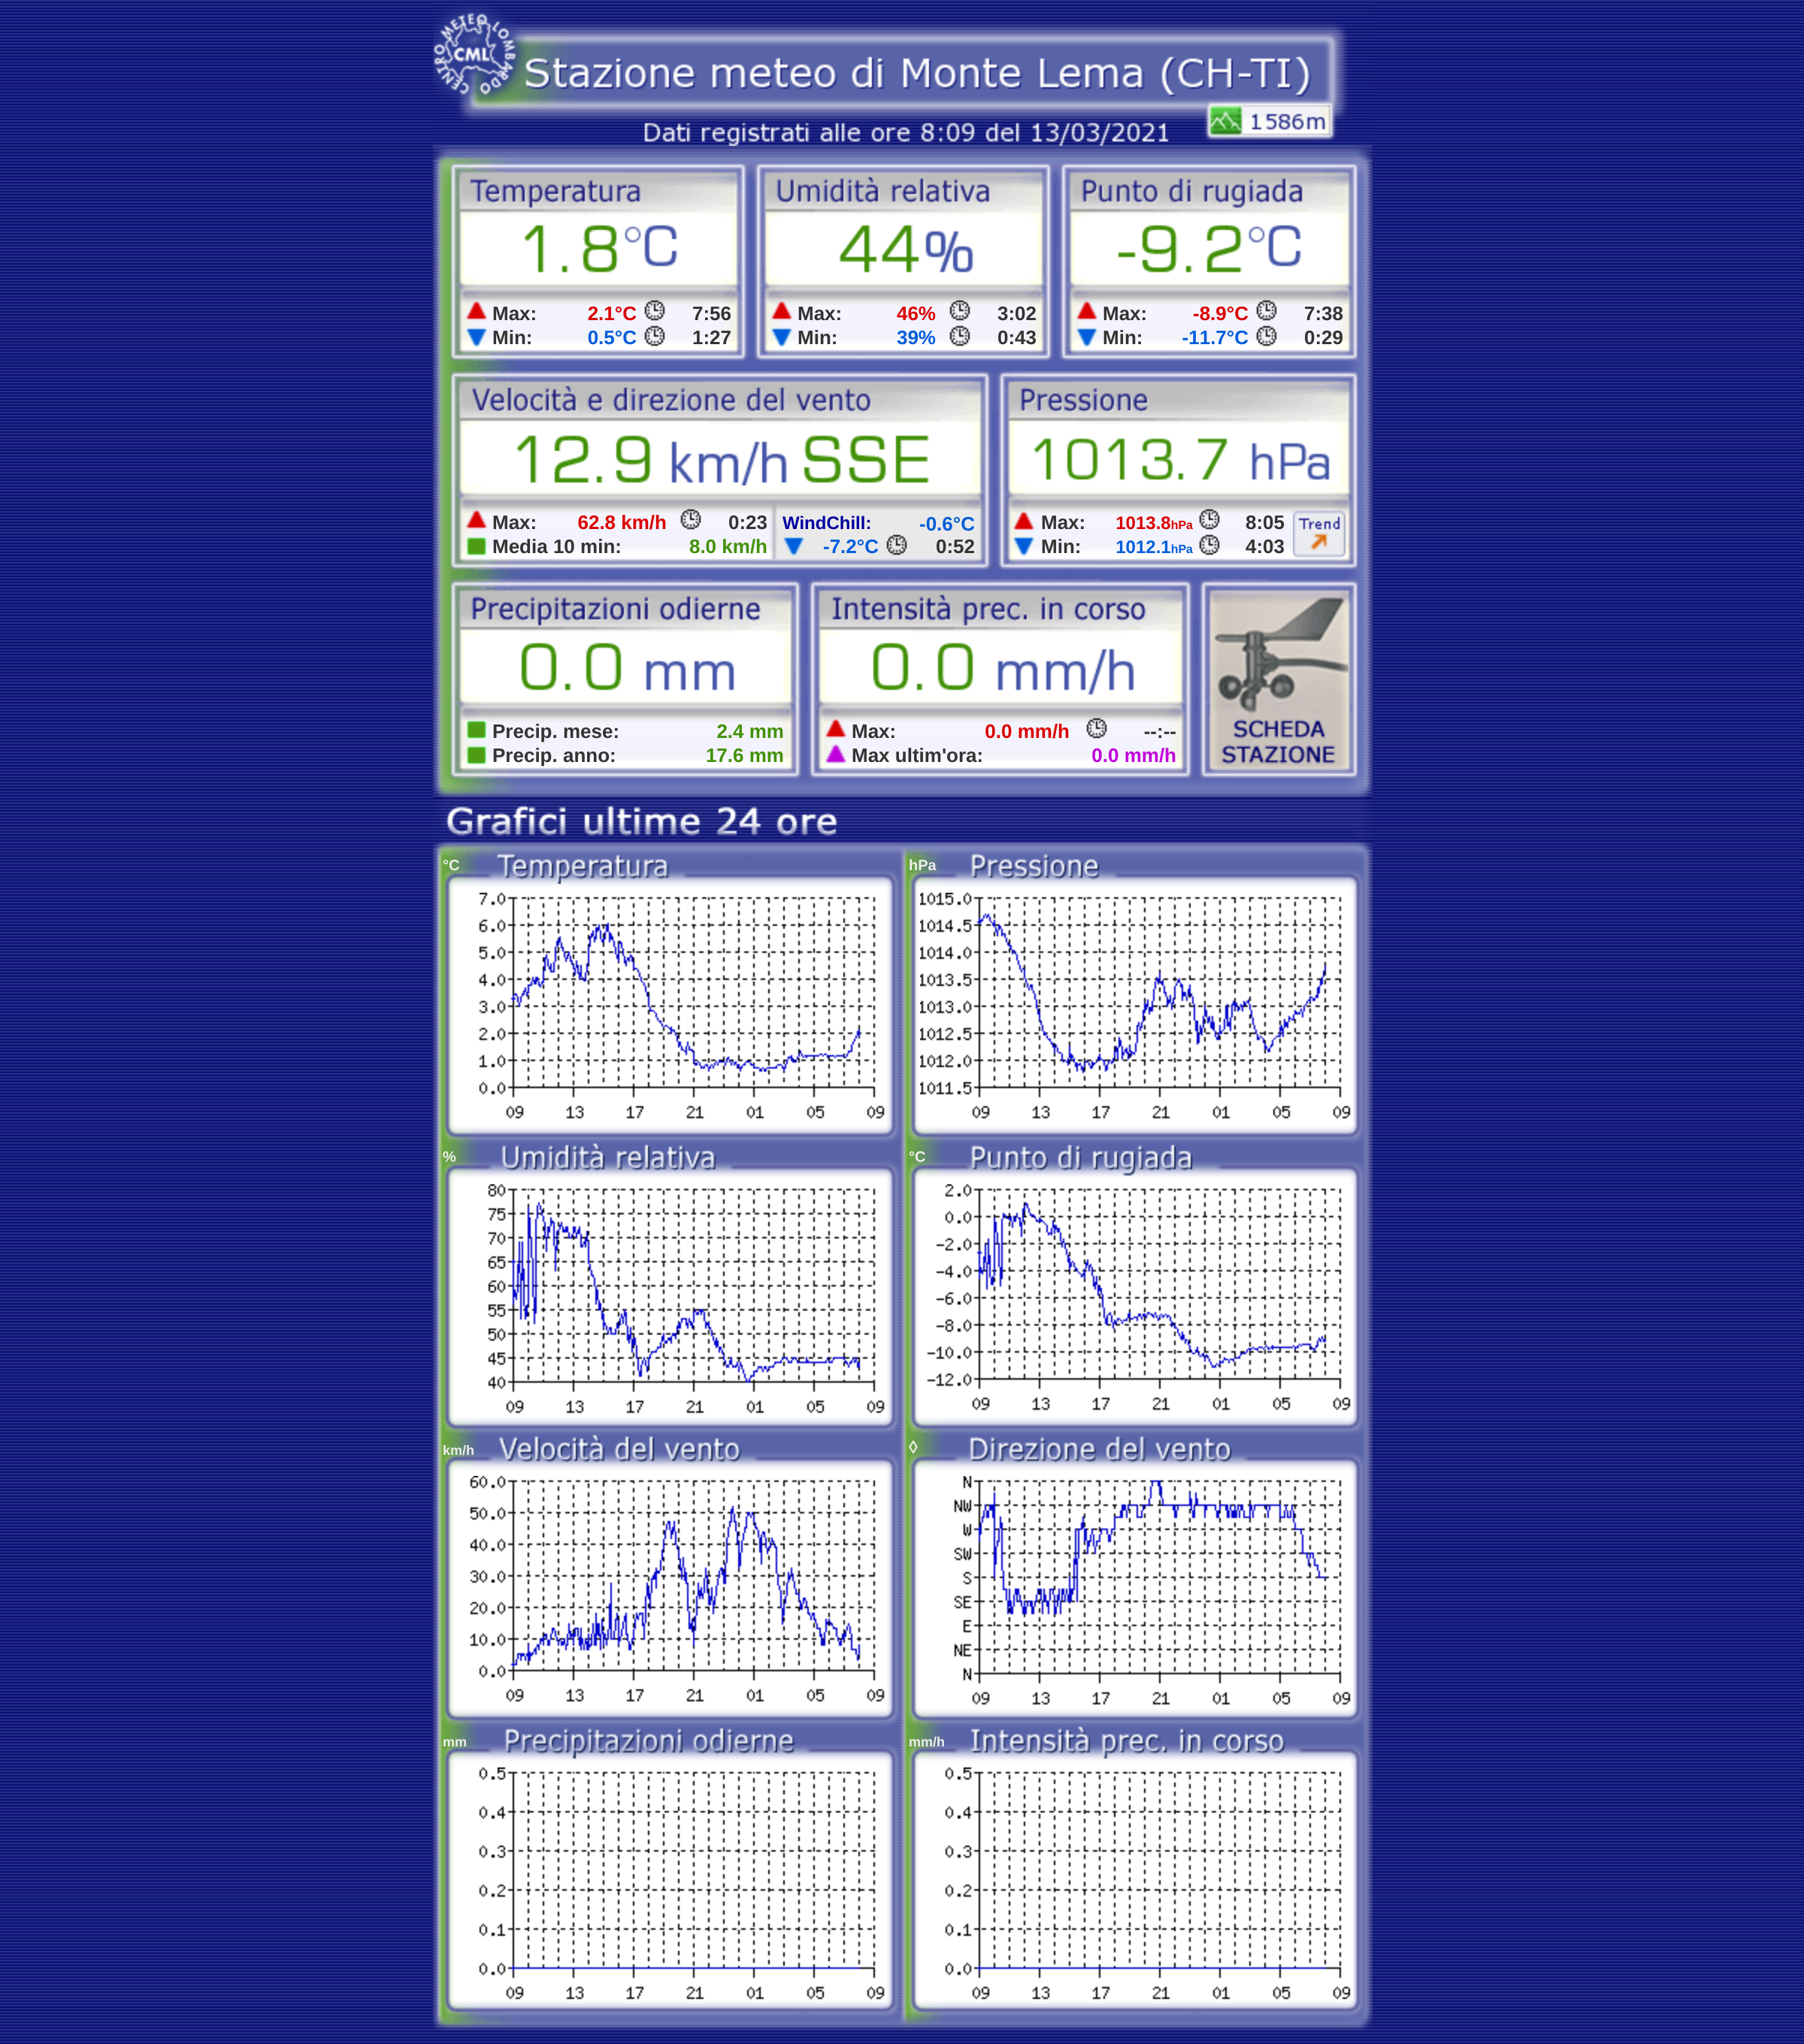 CENTRO METEO LOMBARDO
CML
Stazione meteo di Monte Lema (CH-TI)
1586m
Dati registrati alle ore 8:09 del 13/03/2021
Temperatura Umidità relativa Punto di rugiada
1.8°C 44% -9.2°C
Max: 2.1°C 7:56 Max: 46% 3:02 Max: -8.9°C 7:38
Min: 0.5°C 1:27 Min: 39% 0:43 Min: -11.7°C 0:29
Velocità e direzione del vento Pressione
12.9 km/h SSE 1013.7 hPa
Max: 62.8 km/h 0:23 WindChill: -0.6°C Max: 1013.8hPa 8:05 Trend
Media 10 min: 8.0 km/h -7.2°C 0:52 Min: 1012.1hPa 4:03
Precipitazioni odierne Intensità prec. in corso
0.0 mm 0.0 mm/h
Precip. mese: 2.4 mm Max: 0.0 mm/h --:-- SCHEDA
Precip. anno: 17.6 mm Max ultim'ora: 0.0 mm/h STAZIONE
Grafici ultime 24 ore
°C Temperatura
7.0
6.0
5.0
4.0
3.0
2.0
1.0
0.0
09 13 17 21 01 05 09
hPa Pressione
1015.0
1014.5
1014.0
1013.5
1013.0
1012.5
1012.0
1011.5
09 13 17 21 01 05 09
% Umidità relativa
80
75
70
65
60
55
50
45
40
09 13 17 21 01 05 09
°C Punto di rugiada
2.0
0.0
-2.0
-4.0
-6.0
-8.0
-10.0
-12.0
09 13 17 21 01 05 09
km/h Velocità del vento
60.0
50.0
40.0
30.0
20.0
10.0
0.0
09 13 17 21 01 05 09
◊ Direzione del vento
N
NW
W
SW
S
SE
E
NE
N
09 13 17 21 01 05 09
mm Precipitazioni odierne
0.5
0.4
0.3
0.2
0.1
0.0
09 13 17 21 01 05 09
mm/h Intensità prec. in corso
0.5
0.4
0.3
0.2
0.1
0.0
09 13 17 21 01 05 09